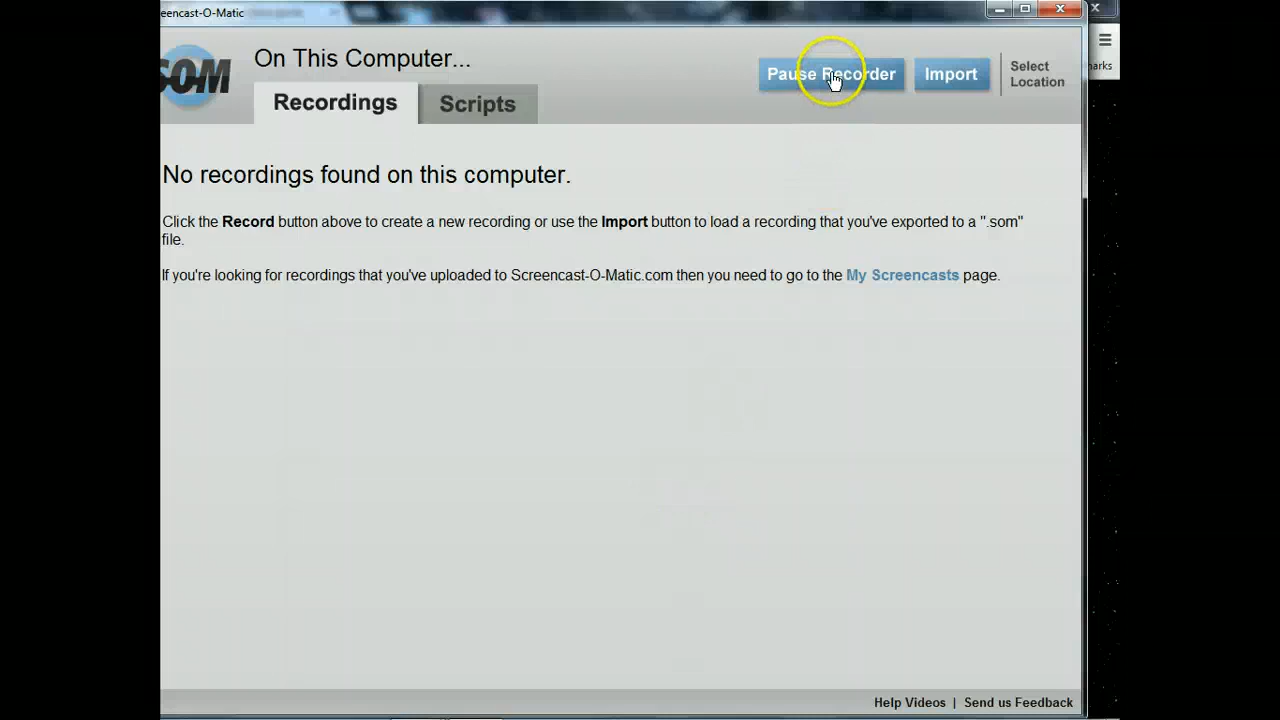 eencast-O-Matic
On This Computer...
Pause Recorder
Import
Select
Location
arks
SOM
Recordings
Scripts
No recordings found on this computer.
Click the Record button above to create a new recording or use the Import button to load a recording that you've exported to a ".som"
file.
If you're looking for recordings that you've uploaded to Screencast-O-Matic.com then you need to go to the My Screencasts page.
Help Videos | Send us Feedback